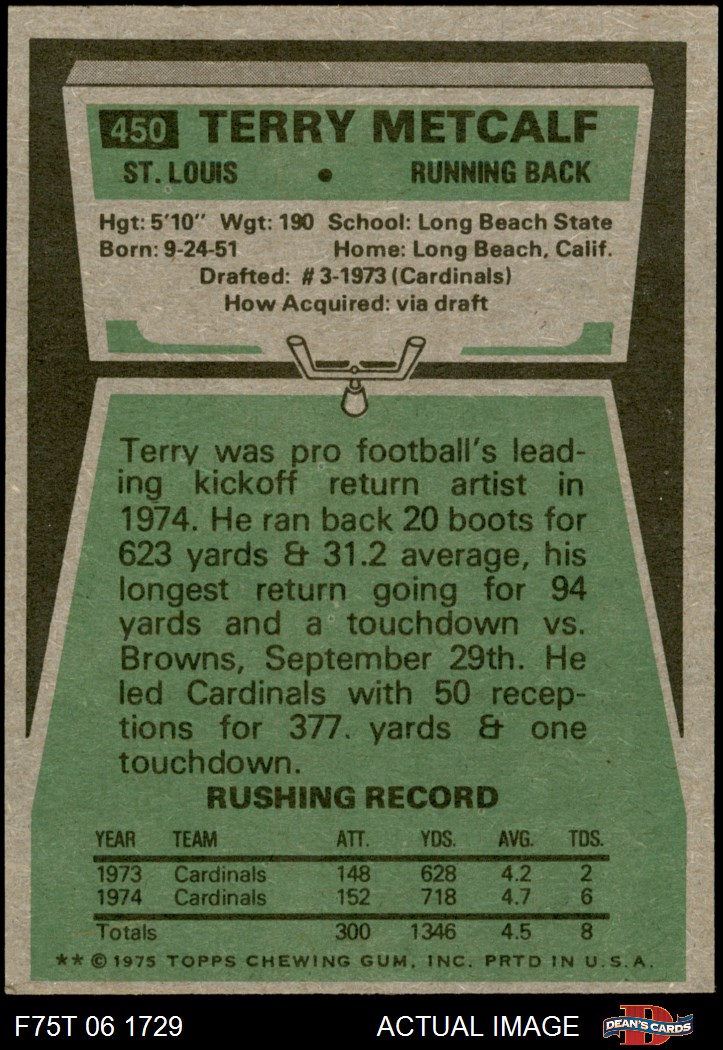 450 TERRY METCALF
ST. LOUIS • RUNNING BACK
Hgt: 5'10" Wgt: 190 School: Long Beach State
Born: 9-24-51 Home: Long Beach, Calif.
Drafted: #3-1973 (Cardinals)
How Acquired: via draft
Terry was pro football's lead-
ing kickoff return artist in
1974. He ran back 20 boots for
623 yards & 31.2 average, his
longest return going for 94
yards and a touchdown vs.
Browns, September 29th. He
led Cardinals with 50 recep-
tions for 377. yards & one
touchdown.
RUSHING RECORD
YEAR TEAM ATT. YDS. AVG. TDS.
1973 Cardinals 148 628 4.2 2
1974 Cardinals 152 718 4.7 6
Totals 300 1346 4.5 8
** © 1975 TOPPS CHEWING GUM, INC. PRTD IN U.S.A.
F75T 06 1729 ACTUAL IMAGE D DEAN'S CARDS